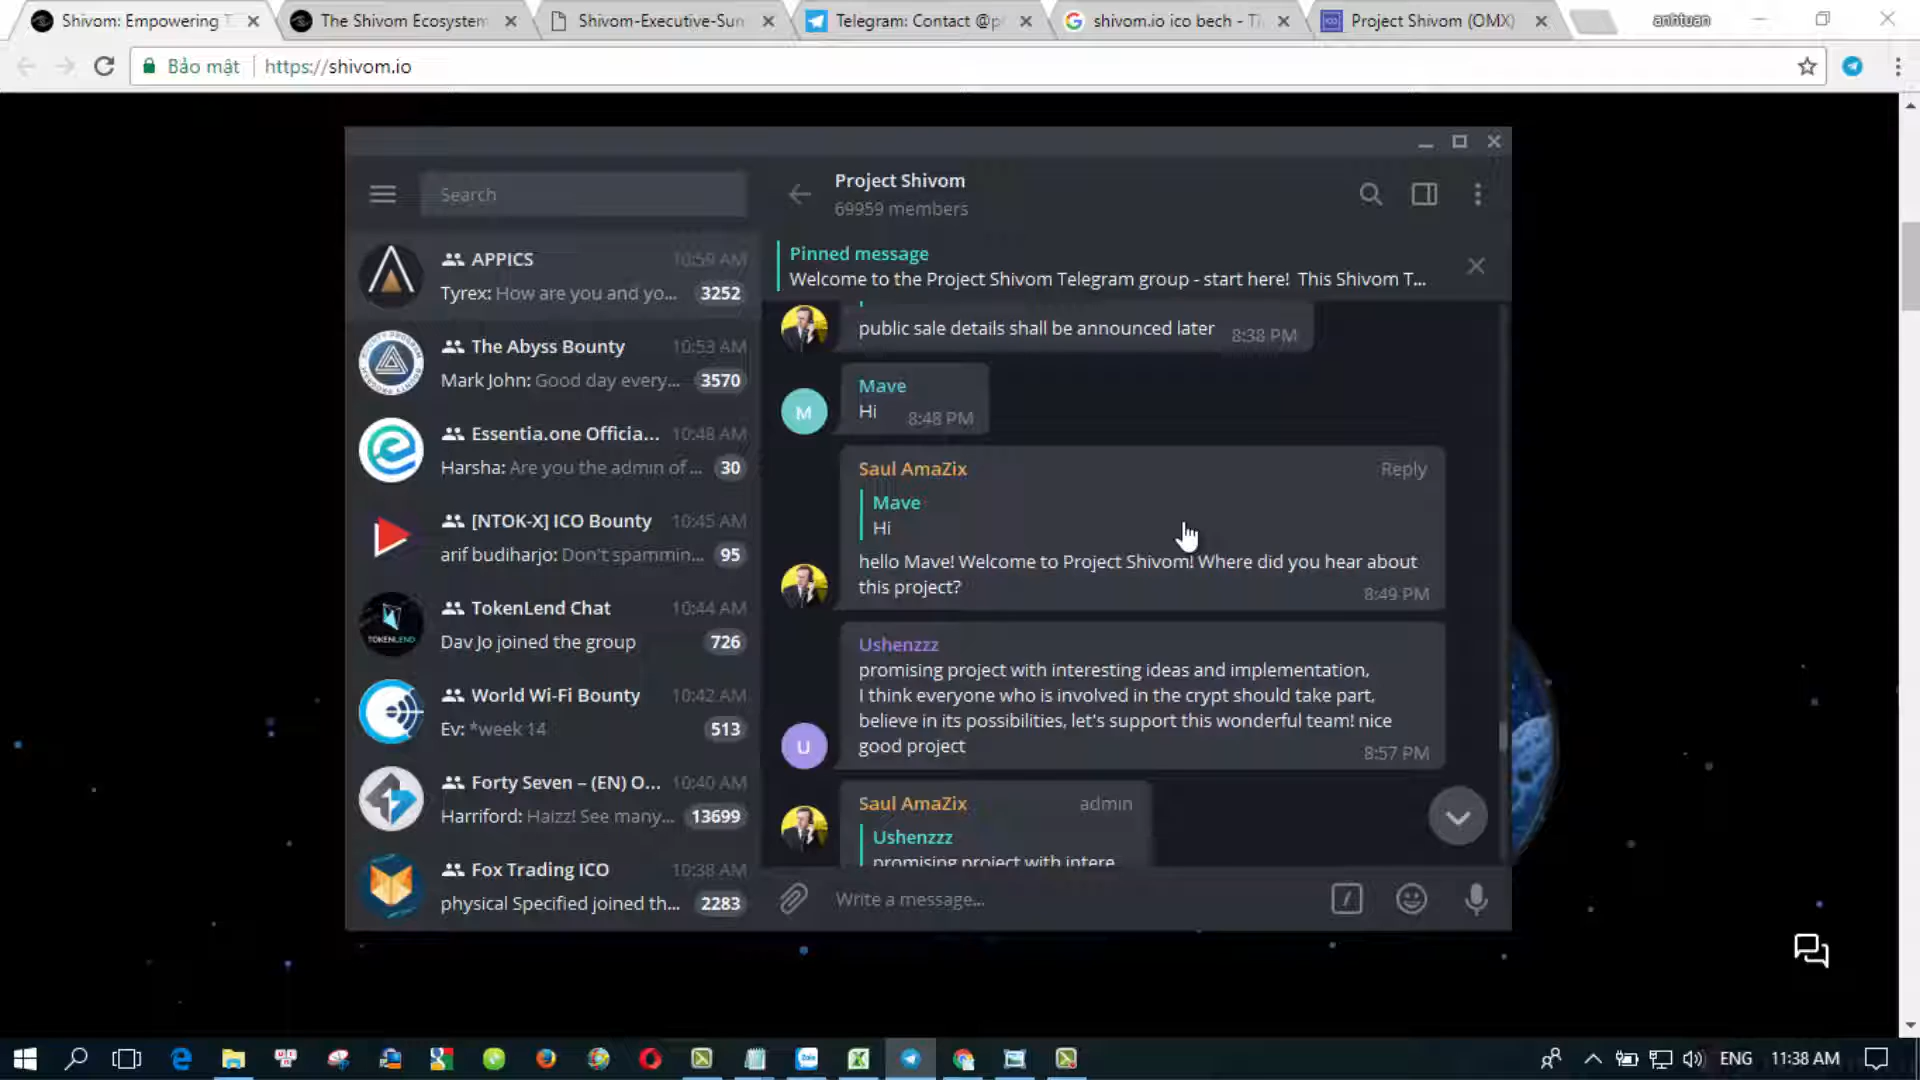 Shivom: Empowering T
The Shivom Ecosystem
Shivom-Executive-Sun
Telegram: Contact @p
shivom.io ico bech - Tì
Project Shivom (OMX)
anhtuan
Bảo mật
https://shivom.io
Search
Project Shivom
69959 members
Pinned message
Welcome to the Project Shivom Telegram group - start here! This Shivom T...
APPICS 10:59 AM
Tyrex: How are you and yo... 3252
The Abyss Bounty 10:53 AM
Mark John: Good day every... 3570
Essentia.one Officia... 10:48 AM
Harsha: Are you the admin of ... 30
[NTOK-X] ICO Bounty 10:45 AM
arif budiharjo: Don't spammin... 95
TOKENLEND
TokenLend Chat 10:44 AM
Dav Jo joined the group 726
World Wi-Fi Bounty 10:42 AM
Ev: *week 14 513
Forty Seven – (EN) O... 10:40 AM
Harriford: Haizz! See many... 13699
Fox Trading ICO 10:38 AM
physical Specified joined th... 2283
public sale details shall be announced later 8:38 PM
M
Mave
Hi 8:48 PM
Saul AmaZix Reply
Mave
Hi
hello Mave! Welcome to Project Shivom! Where did you hear about
this project? 8:49 PM
U
Ushenzzz
promising project with interesting ideas and implementation,
I think everyone who is involved in the crypt should take part,
believe in its possibilities, let's support this wonderful team! nice
good project 8:57 PM
Saul AmaZix admin
Ushenzzz
promising project with intere
Write a message...
ENG 11:38 AM